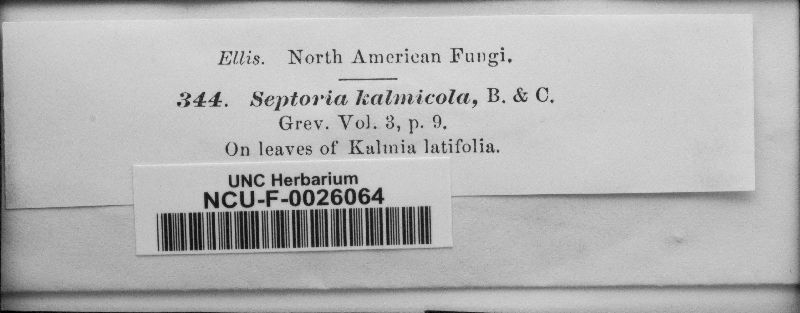 Ellis. North American Fungi.
344. Septoria kalmicola, B. & C.
Grev. Vol. 3, p. 9.
On leaves of Kalmia latifolia.
UNC Herbarium
NCU-F-0026064